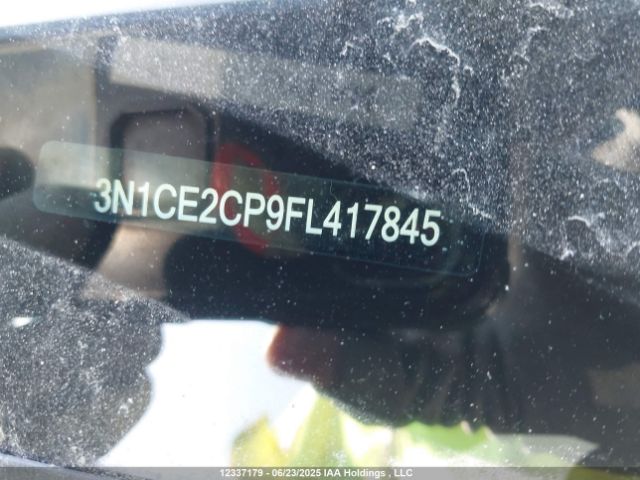 3N1CE2CP9FL417845
12337179 - 06/23/2025 IAA Holdings , LLC